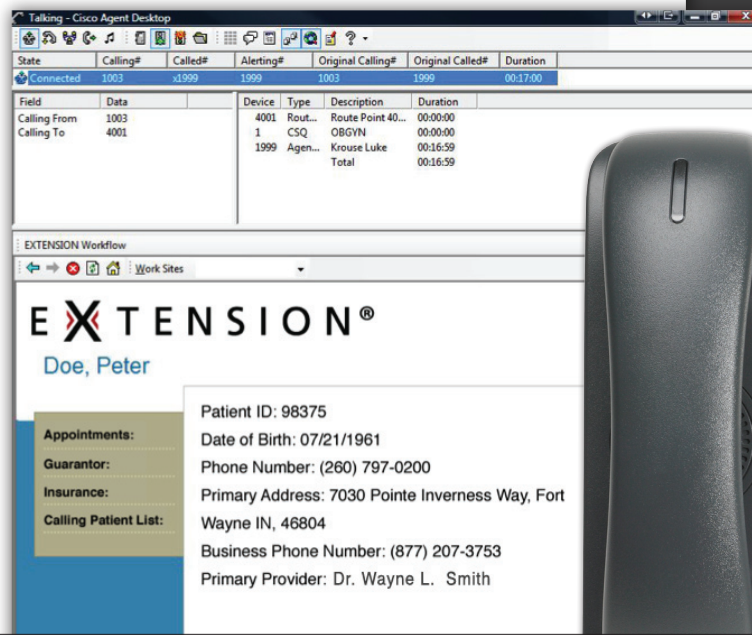 Talking - Cisco Agent Desktop
State Calling# Called# Alerting# Original Calling# Original Called# Duration
Connected 1003 x1999 1999 1003 1999 00:17:00
Field Data Device Type Description Duration
Calling From 1003 4001 Rout... Route Point 40... 00:00:00
Calling To 4001 1 CSQ OBGYN 00:00:00
1999 Agen... Krouse Luke 00:16:59
Total 00:16:59
EXTENSION Workflow
Work Sites
EXTENSION®
Doe, Peter
Appointments:
Guarantor:
Insurance:
Calling Patient List:
Patient ID: 98375
Date of Birth: 07/21/1961
Phone Number: (260) 797-0200
Primary Address: 7030 Pointe Inverness Way, Fort
Wayne IN, 46804
Business Phone Number: (877) 207-3753
Primary Provider: Dr. Wayne L. Smith